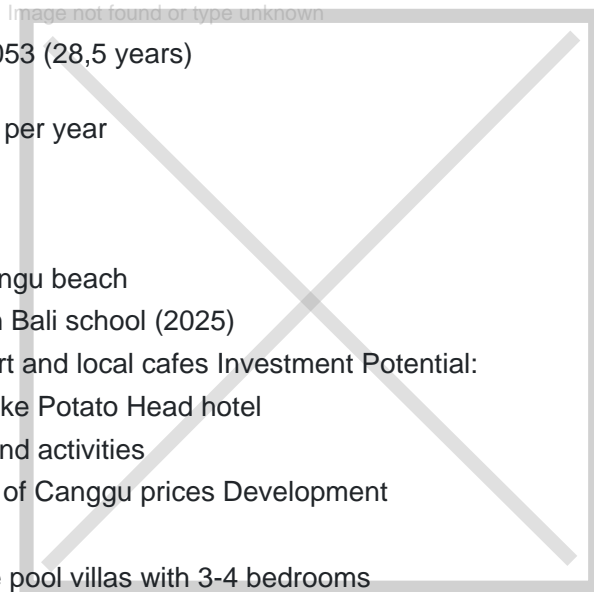 Image not found or type unknown
053 (28,5 years)
per year
ngu beach
n Bali school (2025)
rt and local cafes Investment Potential:
ke Potato Head hotel
nd activities
of Canggu prices Development
pool villas with 3-4 bedrooms